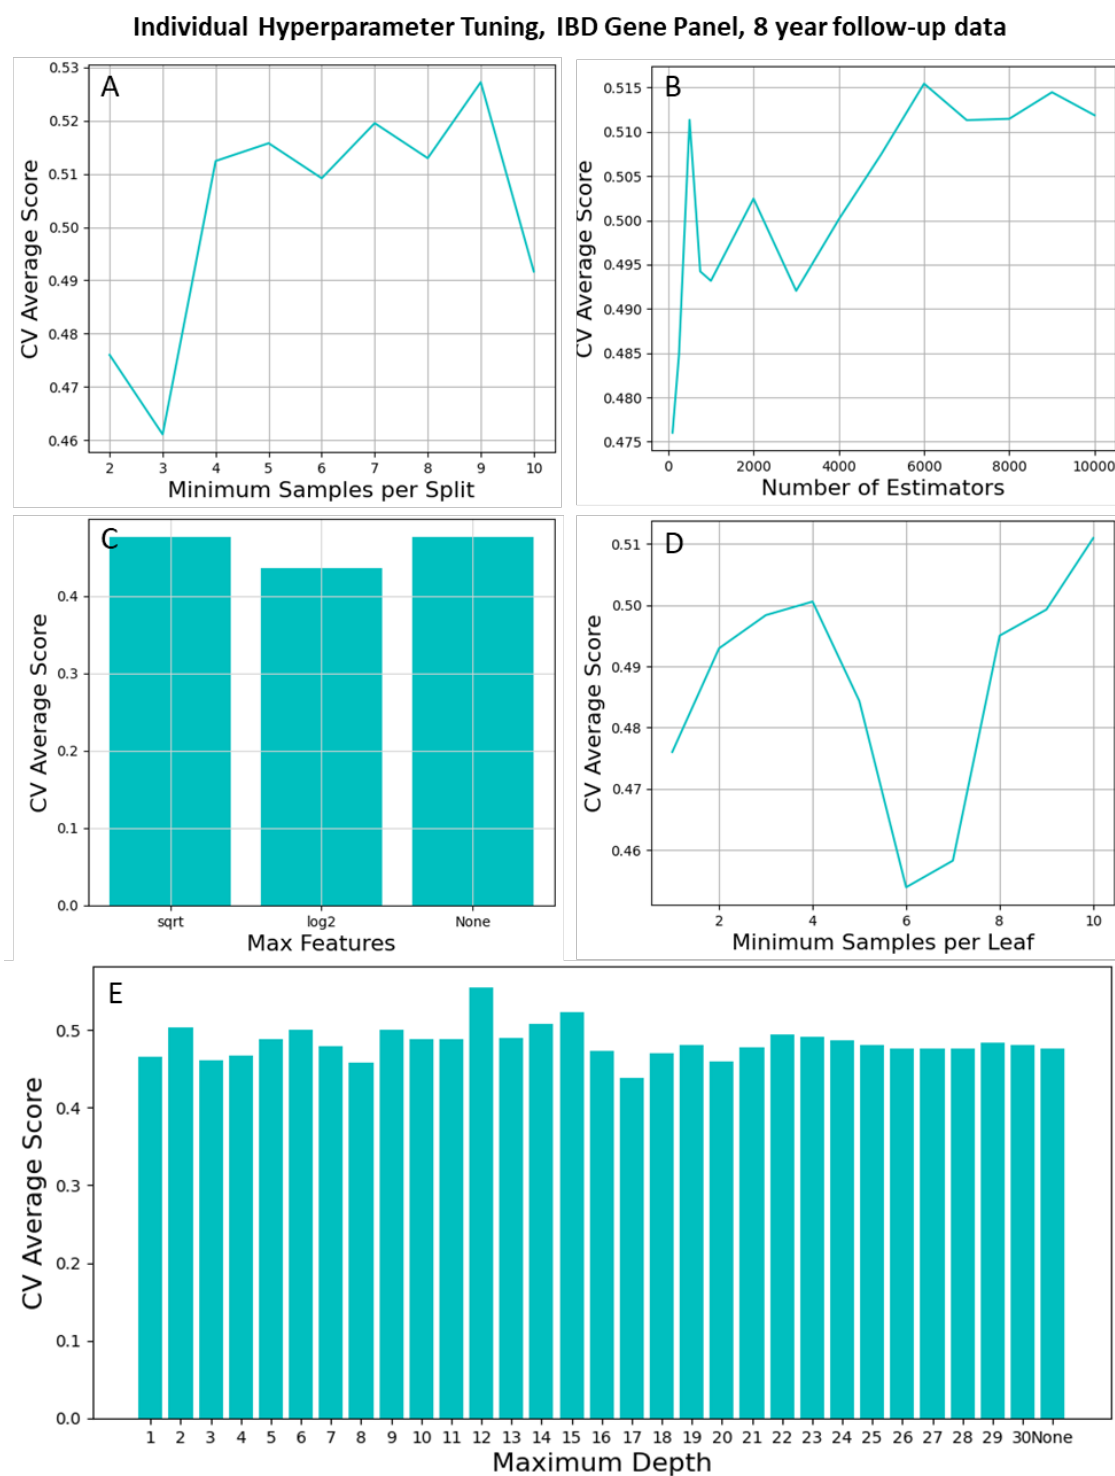 Individual Hyperparameter Tuning, IBD Gene Panel, 8 year follow-up data
A
CV Average Score
0.53
0.52
0.51
0.50
0.49
0.48
0.47
0.46
2 3 4 5 6 7 8 9 10
Minimum Samples per Split
B
CV Average Score
0.515
0.510
0.505
0.500
0.495
0.490
0.485
0.480
0.475
0 2000 4000 6000 8000 10000
Number of Estimators
C
CV Average Score
0.4
0.3
0.2
0.1
0.0
sqrt log2 None
Max Features
D
CV Average Score
0.51
0.50
0.49
0.48
0.47
0.46
2 4 6 8 10
Minimum Samples per Leaf
E
CV Average Score
0.5
0.4
0.3
0.2
0.1
0.0
1 2 3 4 5 6 7 8 9 10 11 12 13 14 15 16 17 18 19 20 21 22 23 24 25 26 27 28 29 30None
Maximum Depth